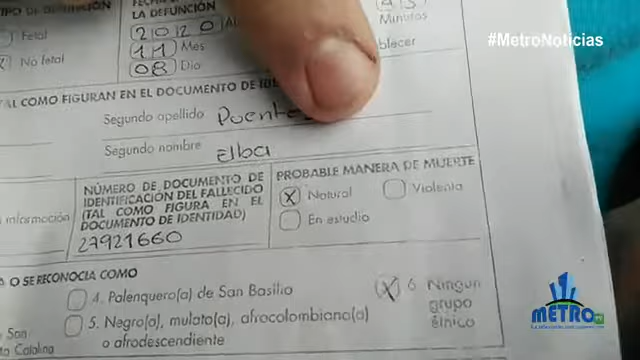 #MetroNoticias
LA DEFUNCIÓN
2020 Año
Minutos
Fetal
No fetal
11 Mes
08 Día
COMO FIGURAN EN EL DOCUMENTO DE
Segundo apellido Puente
Segundo nombre elba
NÚMERO DE DOCUMENTO DE
IDENTIFICACIÓN DEL FALLECIDO
(TAL COMO FIGURA EN EL
DOCUMENTO DE IDENTIDAD)
27921660
PROBABLE MANERA DE MUERTE
X Natural
Violenta
En estudio
información
O SE RECONOCIA COMO
4. Palenquero(a) de San Basilio
5. Negro(a), mulato(a), afrocolombiano(a)
o afrodescendiente
X 6 Ningun
grupo
étnico
San
Catalina
METRO